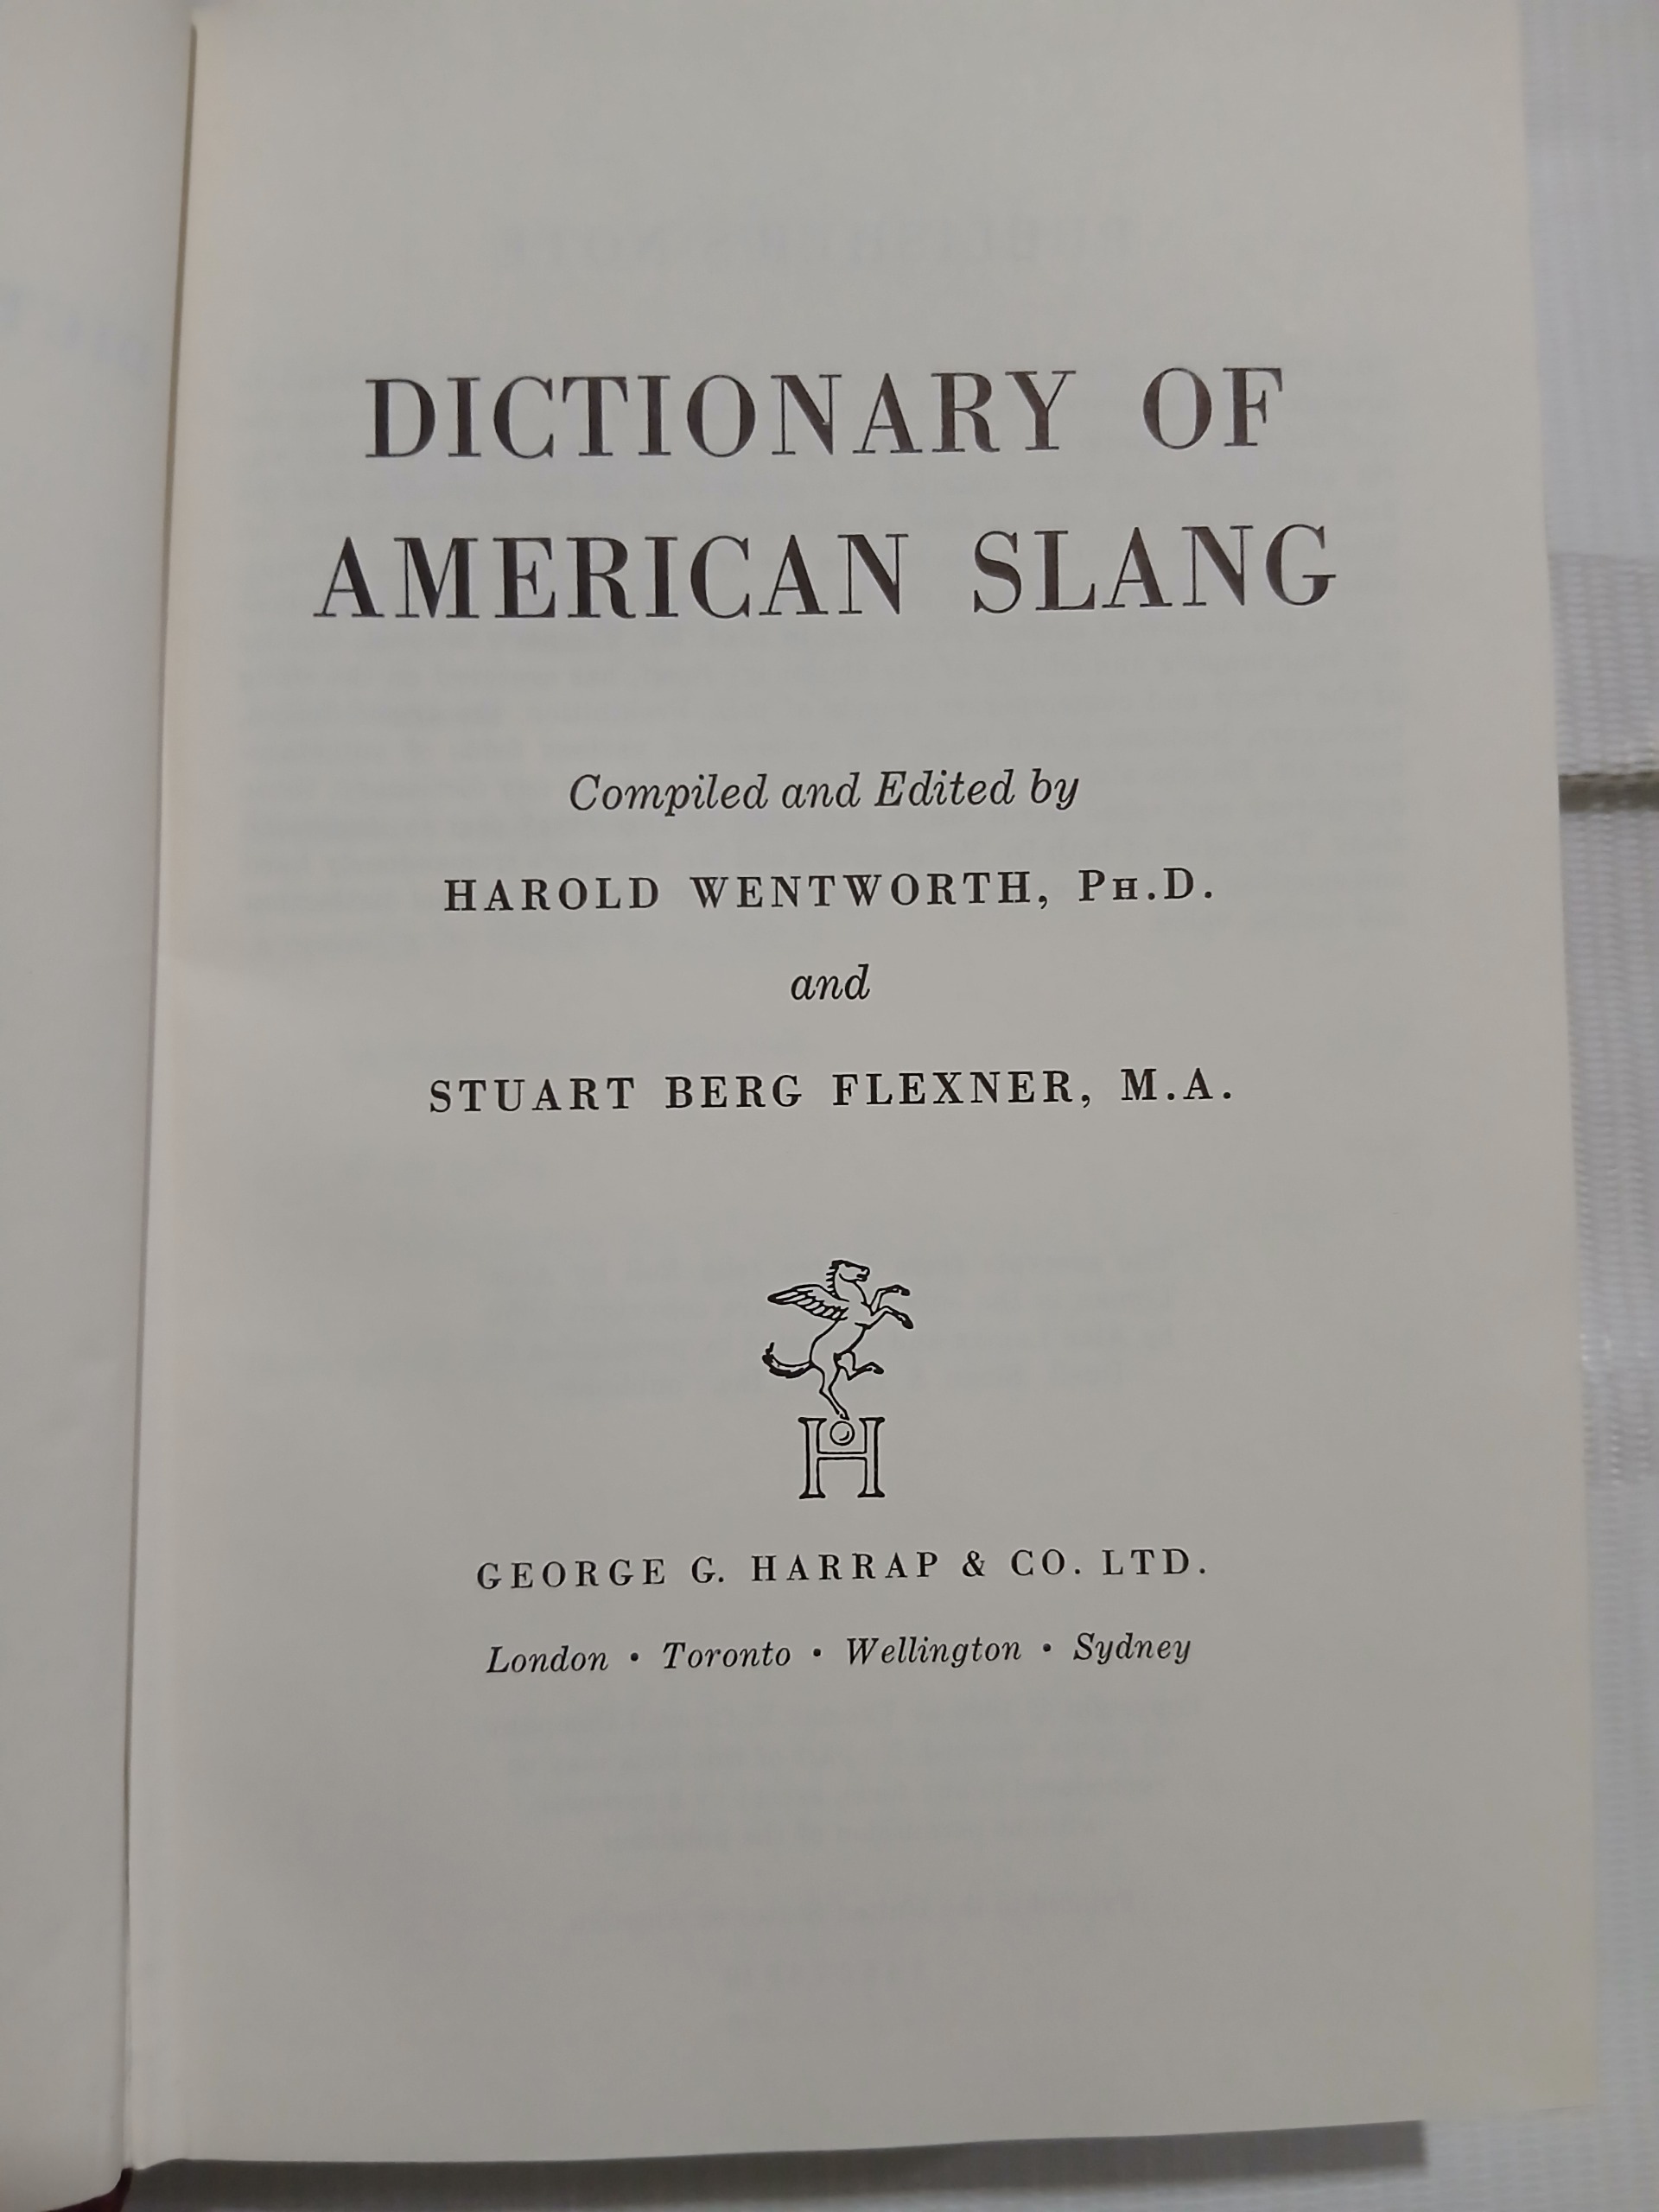 DICTIONARY OF
AMERICAN SLANG
Compiled and Edited by
HAROLD WENTWORTH, PH.D.
and
STUART BERG FLEXNER, M.A.
H
GEORGE G. HARRAP & CO. LTD.
London • Toronto • Wellington • Sydney